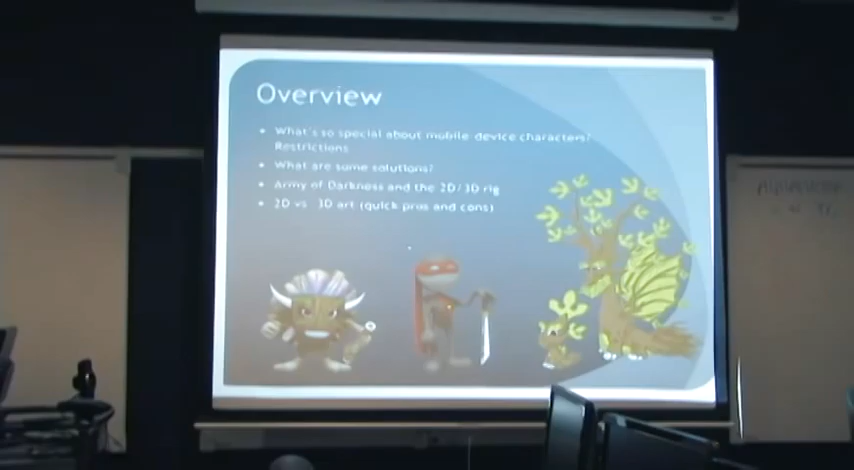 Overview
• What's so special about mobile device characters?
Restrictions
• What are some solutions?
• Army of Darkness and the 2D/3D rig
• 2D vs. 3D art (quick pros and cons)